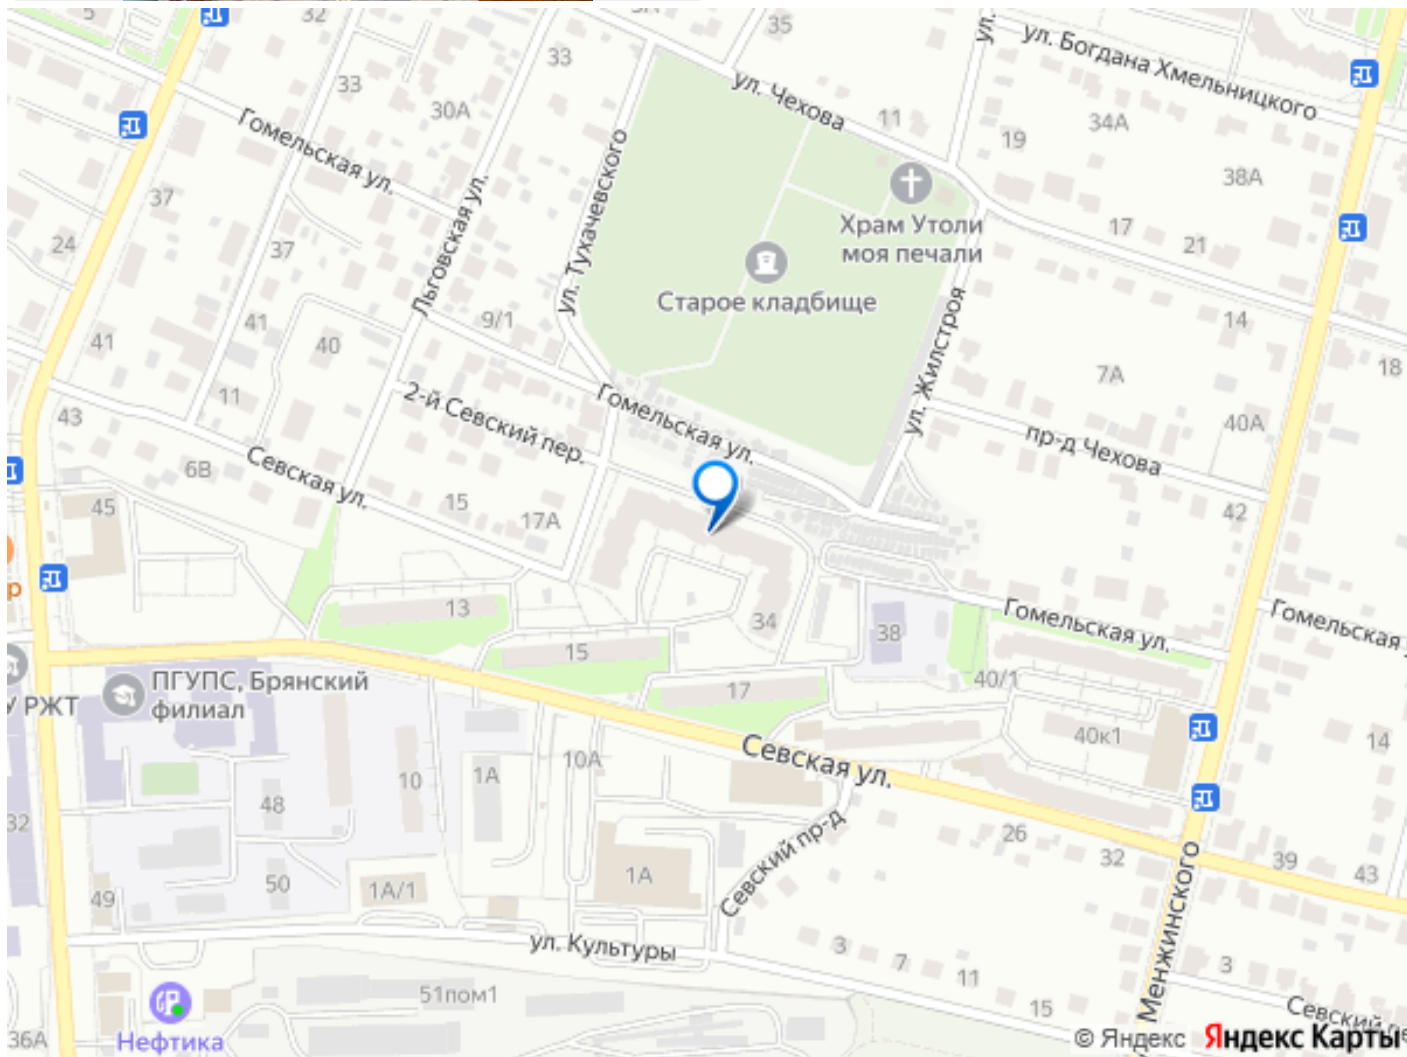 5
32
33
35
ул. Богдана Хмельницкого
33
30А
ул. Чехова
11
19
34А
38А
Гомельская ул.
ул. Тухачевского
Льговская ул.
37
24
37
Храм Утоли
моя печали
17
21
Старое кладбище
9/1
41
41
40
14
18
ул. Жилстроя
7А
40А
11
43
2-й Севский пер.
Гомельская ул.
пр-д Чехова
6В
Севская ул.
15
17А
45
42
р
13
34
38
Гомельская ул.
Гомельская
15
17
40/1
У РЖТ
ПГУПС, Брянский
филиал
40к1
14
10
1А
10А
Севская ул.
48
32
26
32
39
43
Севский пр-д
50
49
1А/1
1А
ул. Культуры
3
7
11
15
3
51пом1
Менжинского
Севский
36А
Нефтика
© Яндекс Яндекс Карты